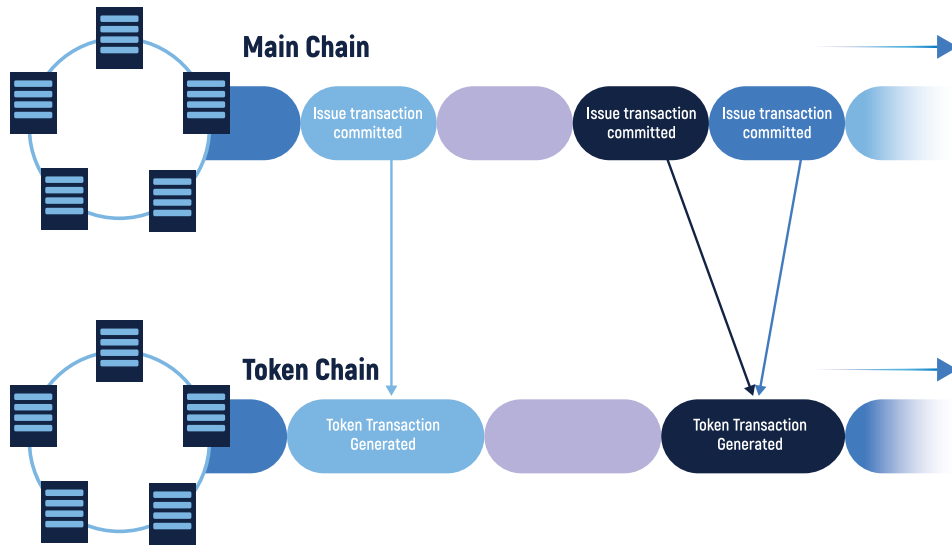 Main Chain
Issue transaction
committed
Issue transaction
committed
Issue transaction
committed
Token Chain
Token Transaction
Generated
Token Transaction
Generated